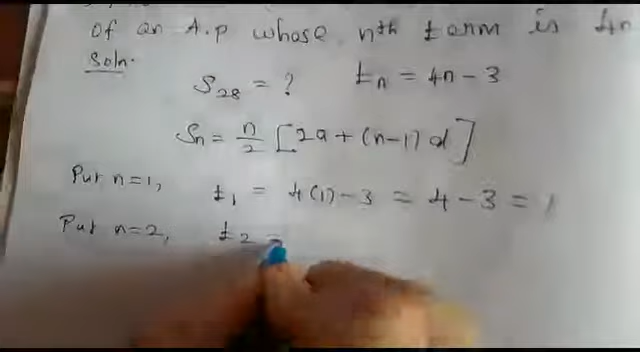 of an A.P whose nth term is 4n
Soln.
S28 = ? tn = 4n - 3
Sn = n/2 [2a + (n-1) d]
Put n=1, t1 = 4(1) - 3 = 4 - 3 = 1
Put n=2, t2 =